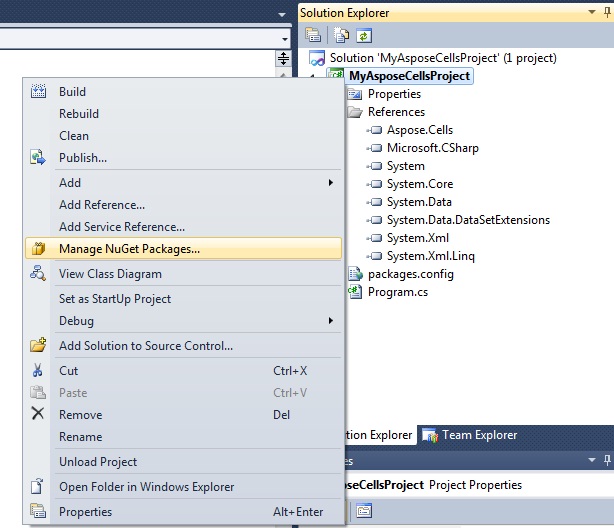 Solution Explorer
Solution 'MyAsposeCellsProject' (1 project)
MyAsposeCellsProject
Properties
References
Aspose.Cells
Microsoft.CSharp
System
System.Core
System.Data
System.Data.DataSetExtensions
System.Xml
System.Xml.Linq
packages.config
Program.cs
Build
Rebuild
Clean
Publish...
Add
Add Reference...
Add Service Reference...
Manage NuGet Packages...
View Class Diagram
Set as StartUp Project
Debug
Add Solution to Source Control...
Cut Ctrl+X
Paste Ctrl+V
Remove Del
Rename
Unload Project
Open Folder in Windows Explorer
Properties Alt+Enter
tion Explorer Team Explorer
es
oseCellsProject Project Properties